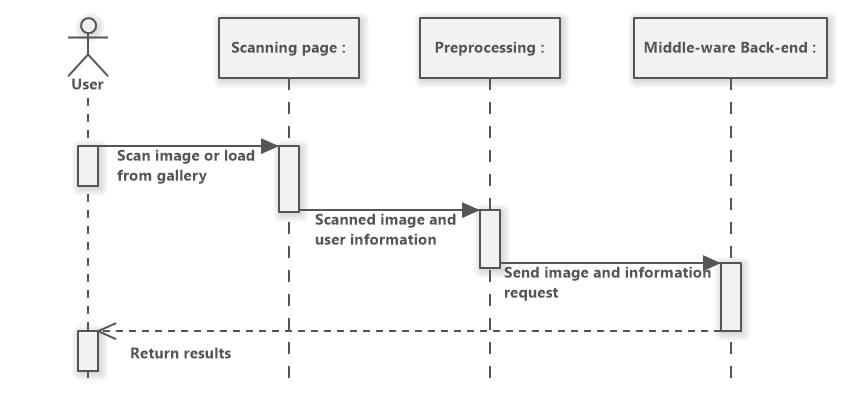 Scanning page :
Preprocessing :
Middle-ware Back-end :
User
Scan image or load
from gallery
Scanned image and
user information
Send image and information
request
Return results